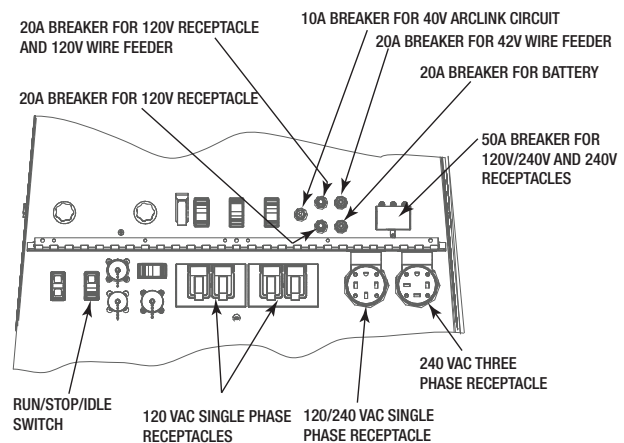 20A BREAKER FOR 120V RECEPTACLE
AND 120V WIRE FEEDER
10A BREAKER FOR 40V ARCLINK CIRCUIT
20A BREAKER FOR 42V WIRE FEEDER
20A BREAKER FOR BATTERY
20A BREAKER FOR 120V RECEPTACLE
50A BREAKER FOR
120V/240V AND 240V
RECEPTACLES
240 VAC THREE
PHASE RECEPTACLE
RUN/STOP/IDLE
SWITCH
120 VAC SINGLE PHASE
RECEPTACLES
120/240 VAC SINGLE
PHASE RECEPTACLE